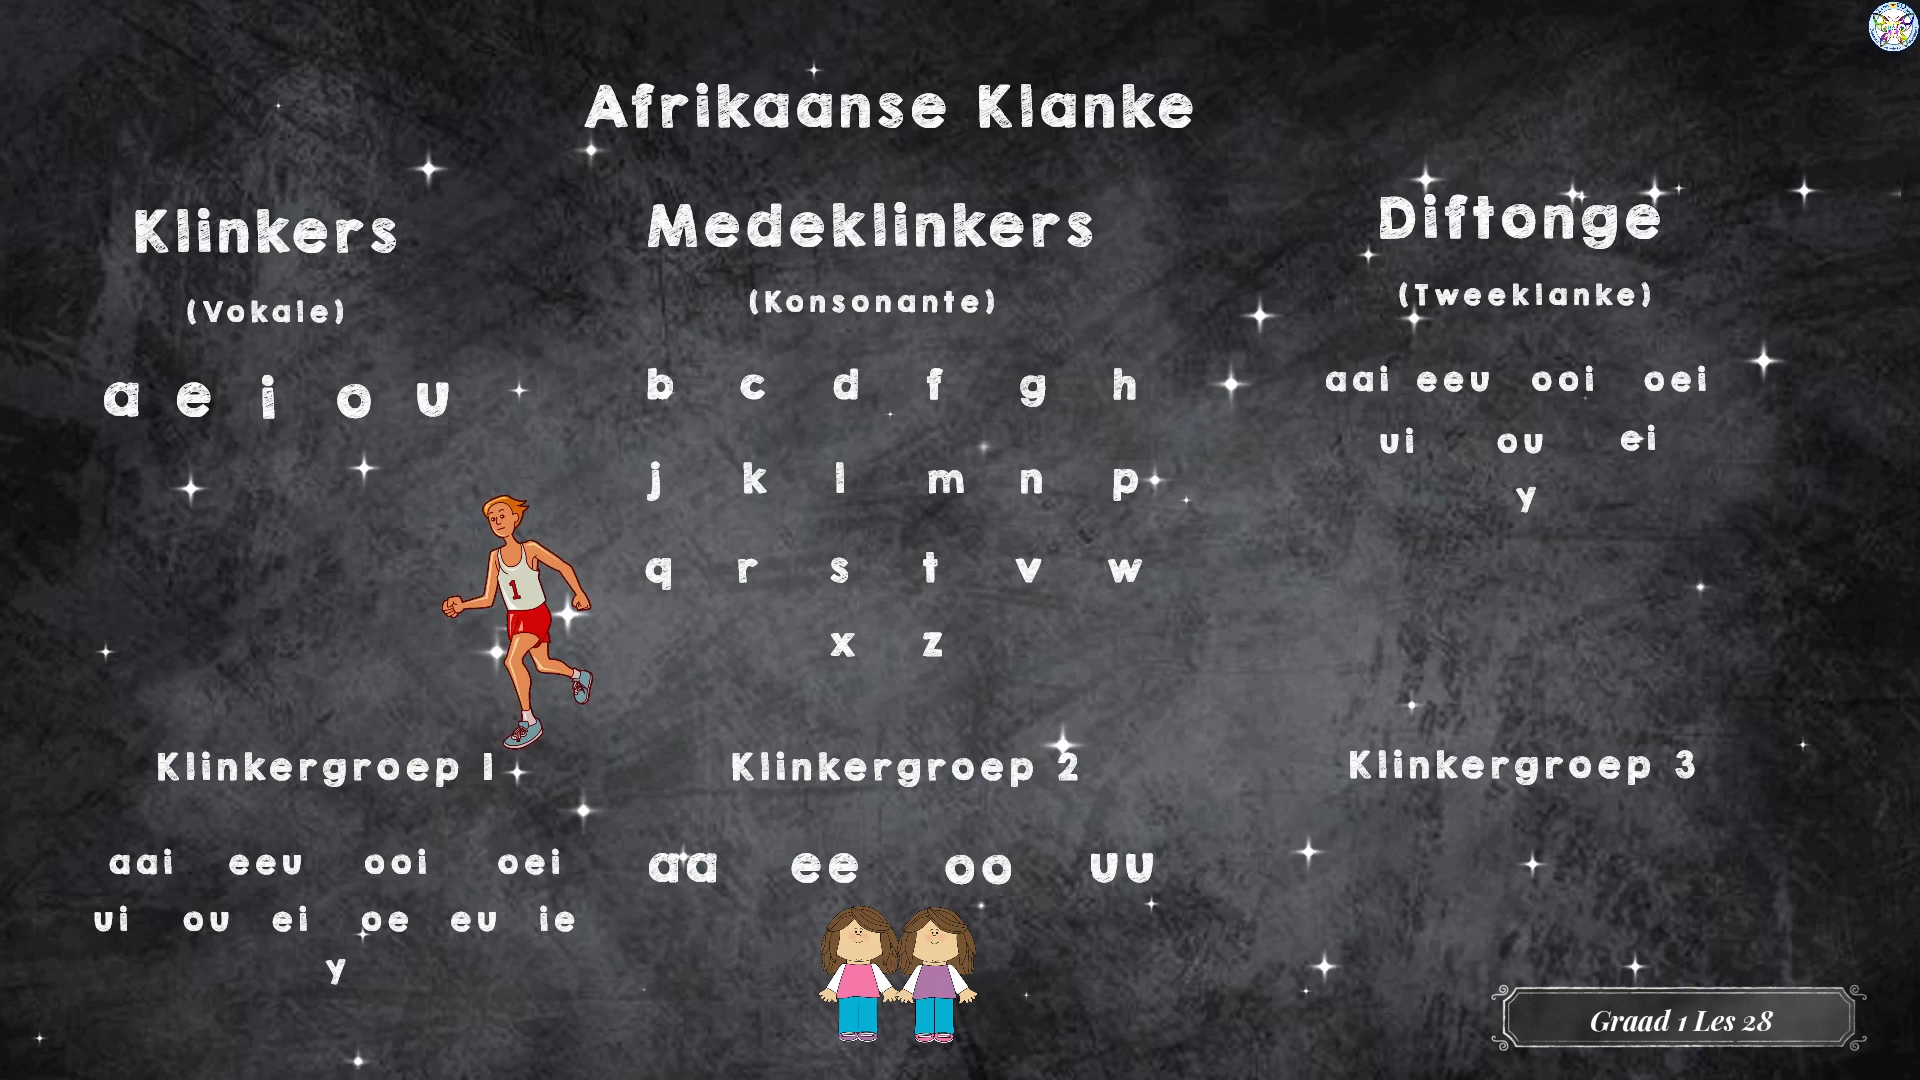 Afrikaanse Klanke
Klinkers
(Vokale)
a e i o u
Medeklinkers
(Konsonante)
b c d f g h
j k l m n p
q r s t v w
x z
Diftonge
(Tweeklanke)
aai eeu ooi oei
ui ou ei
y
1
Klinkergroep 1
aai eeu ooi oei
ui ou ei oe eu ie
y
Klinkergroep 2
aa ee oo uu
Klinkergroep 3
Graad 1 Les 28